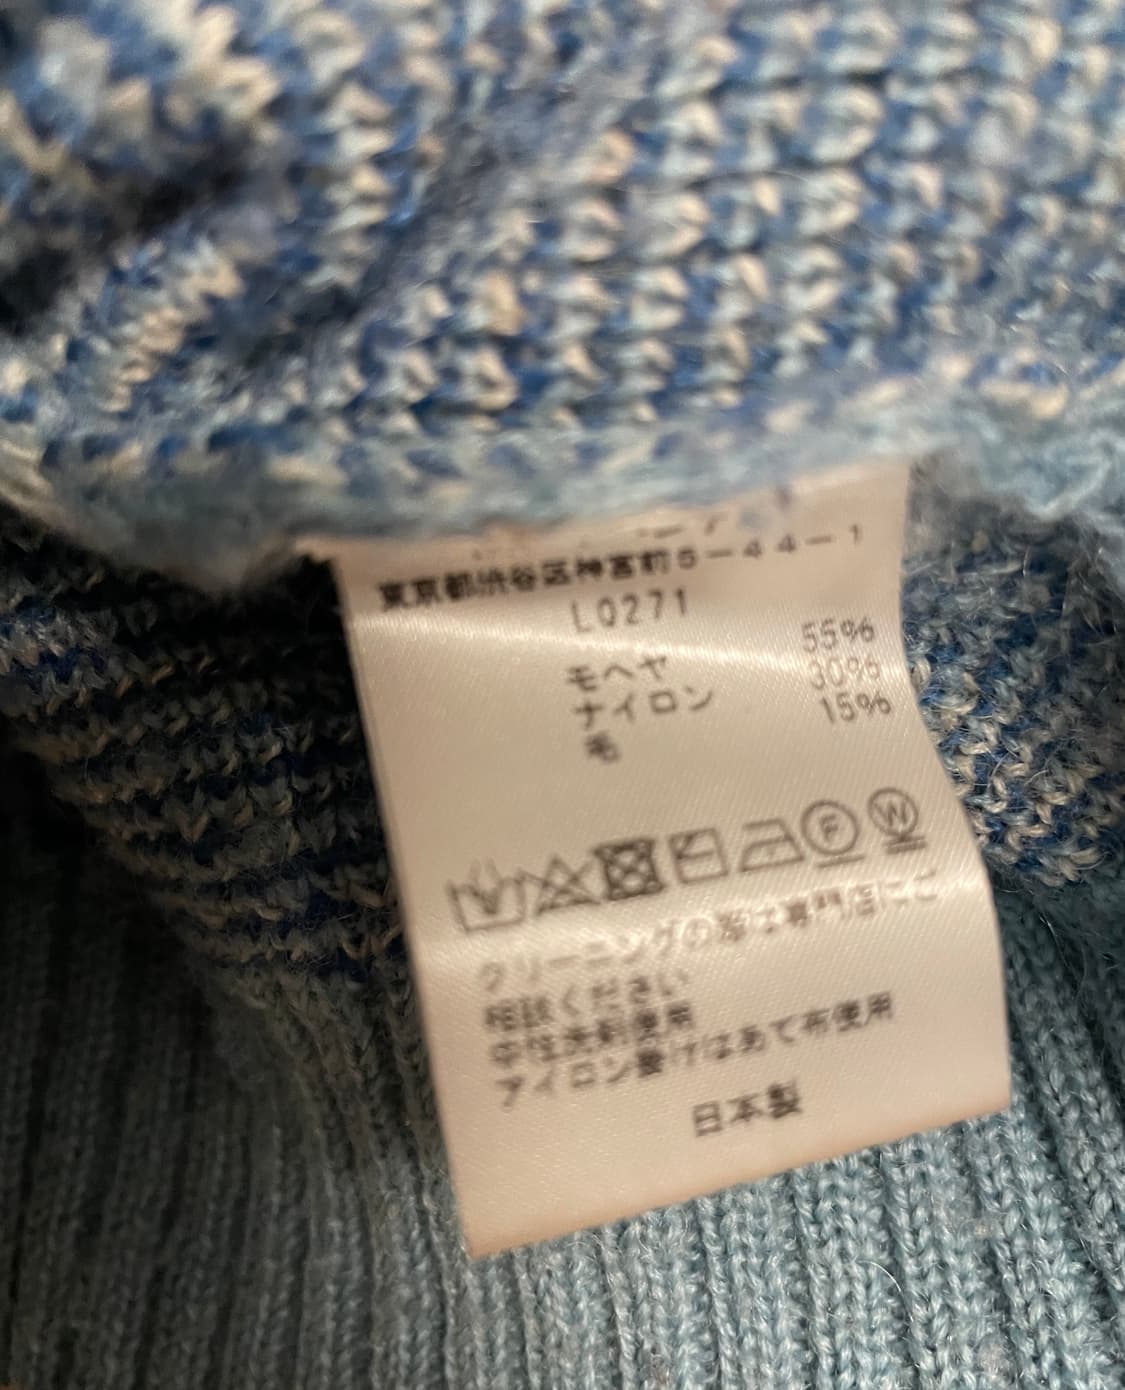 東京都渋谷区神宮前5−44−1
L0271
モヘヤ 55%
ナイロン 30%
毛 15%
F W
クリーニングの際は専門店にご
相談ください
中性洗剤使用
アイロン掛けはあて布使用
日本製